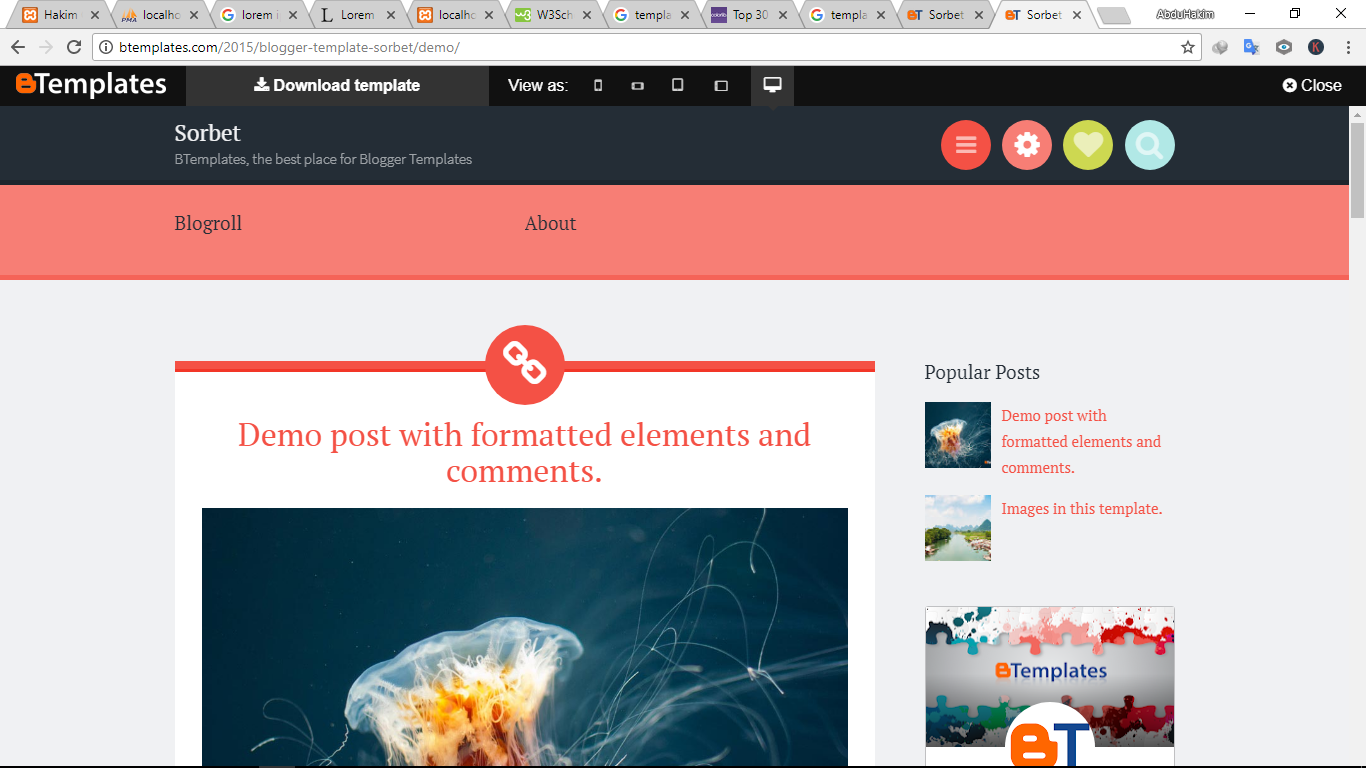 Hakim
localho
lorem i
Lorem
localho
W3Sch
templa
Top 30
templa
Sorbet
Sorbet
AbduHakim
btemplates.com/2015/blogger-template-sorbet/demo/
BTemplates
Download template
View as:
Close
Sorbet
BTemplates, the best place for Blogger Templates
Blogroll
About
Demo post with formatted elements and
comments.
Popular Posts
Demo post with
formatted elements and
comments.
Images in this template.
BTemplates
BT